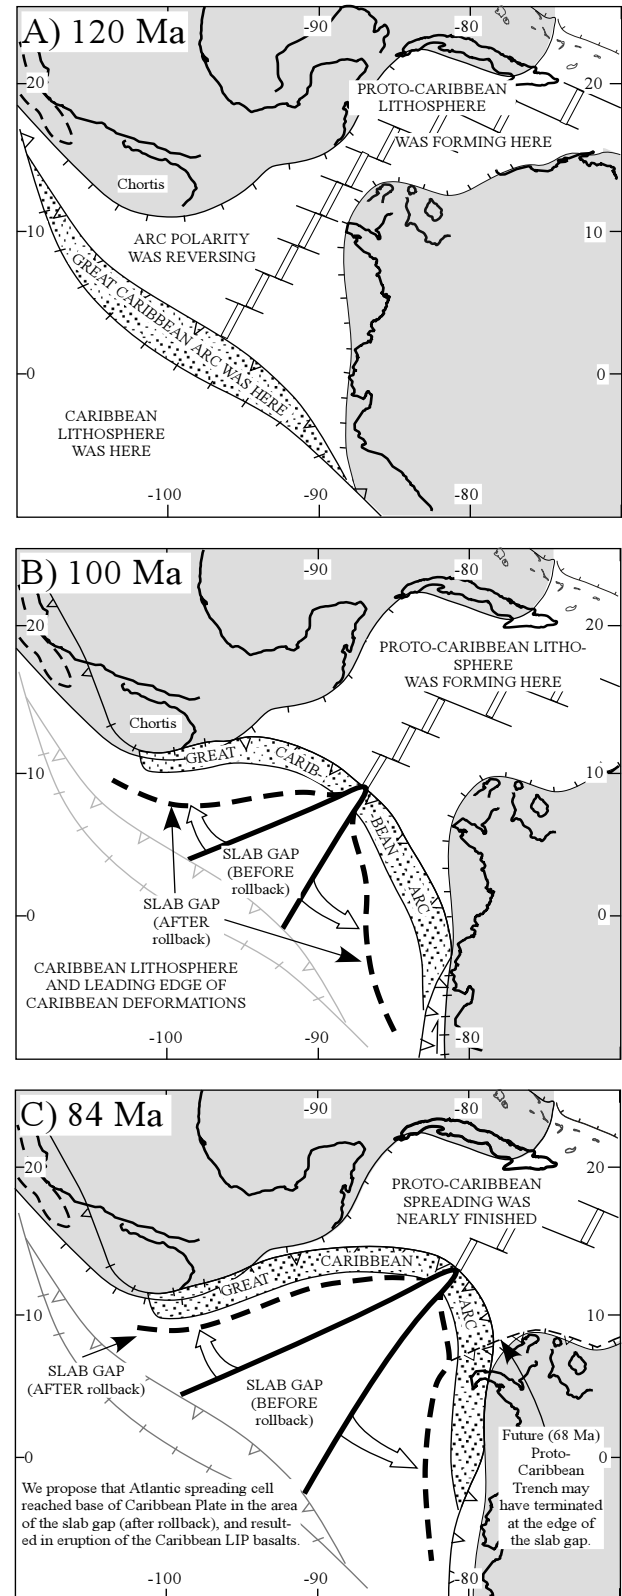 A) 120 Ma
-90
-80
20
20
PROTO-CARIBBEAN
LITHOSPHERE
WAS FORMING HERE
Chortis
10
10
ARC POLARITY
WAS REVERSING
GREAT CARIBBEAN ARC WAS HERE
0
0
CARIBBEAN
LITHOSPHERE
WAS HERE
-100
-90
-80
B) 100 Ma
-90
-80
20
20
PROTO-CARIBBEAN LITHO-
SPHERE
WAS FORMING HERE
Chortis
GREAT CARIB-
-BEAN ARC
10
10
SLAB GAP
(BEFORE
rollback)
SLAB GAP
(AFTER
rollback)
0
0
CARIBBEAN LITHOSPHERE
AND LEADING EDGE OF
CARIBBEAN DEFORMATIONS
-100
-90
-80
C) 84 Ma
-90
-80
20
20
PROTO-CARIBBEAN
SPREADING WAS
NEARLY FINISHED
GREAT CARIBBEAN ARC
10
10
SLAB GAP
(AFTER rollback)
SLAB GAP
(BEFORE
rollback)
Future (68 Ma)
Proto-
Caribbean
Trench may
have terminated
at the edge of
the slab gap.
0
0
We propose that Atlantic spreading cell
reached base of Caribbean Plate in the area
of the slab gap (after rollback), and result-
ed in eruption of the Caribbean LIP basalts.
-100
-90
-80